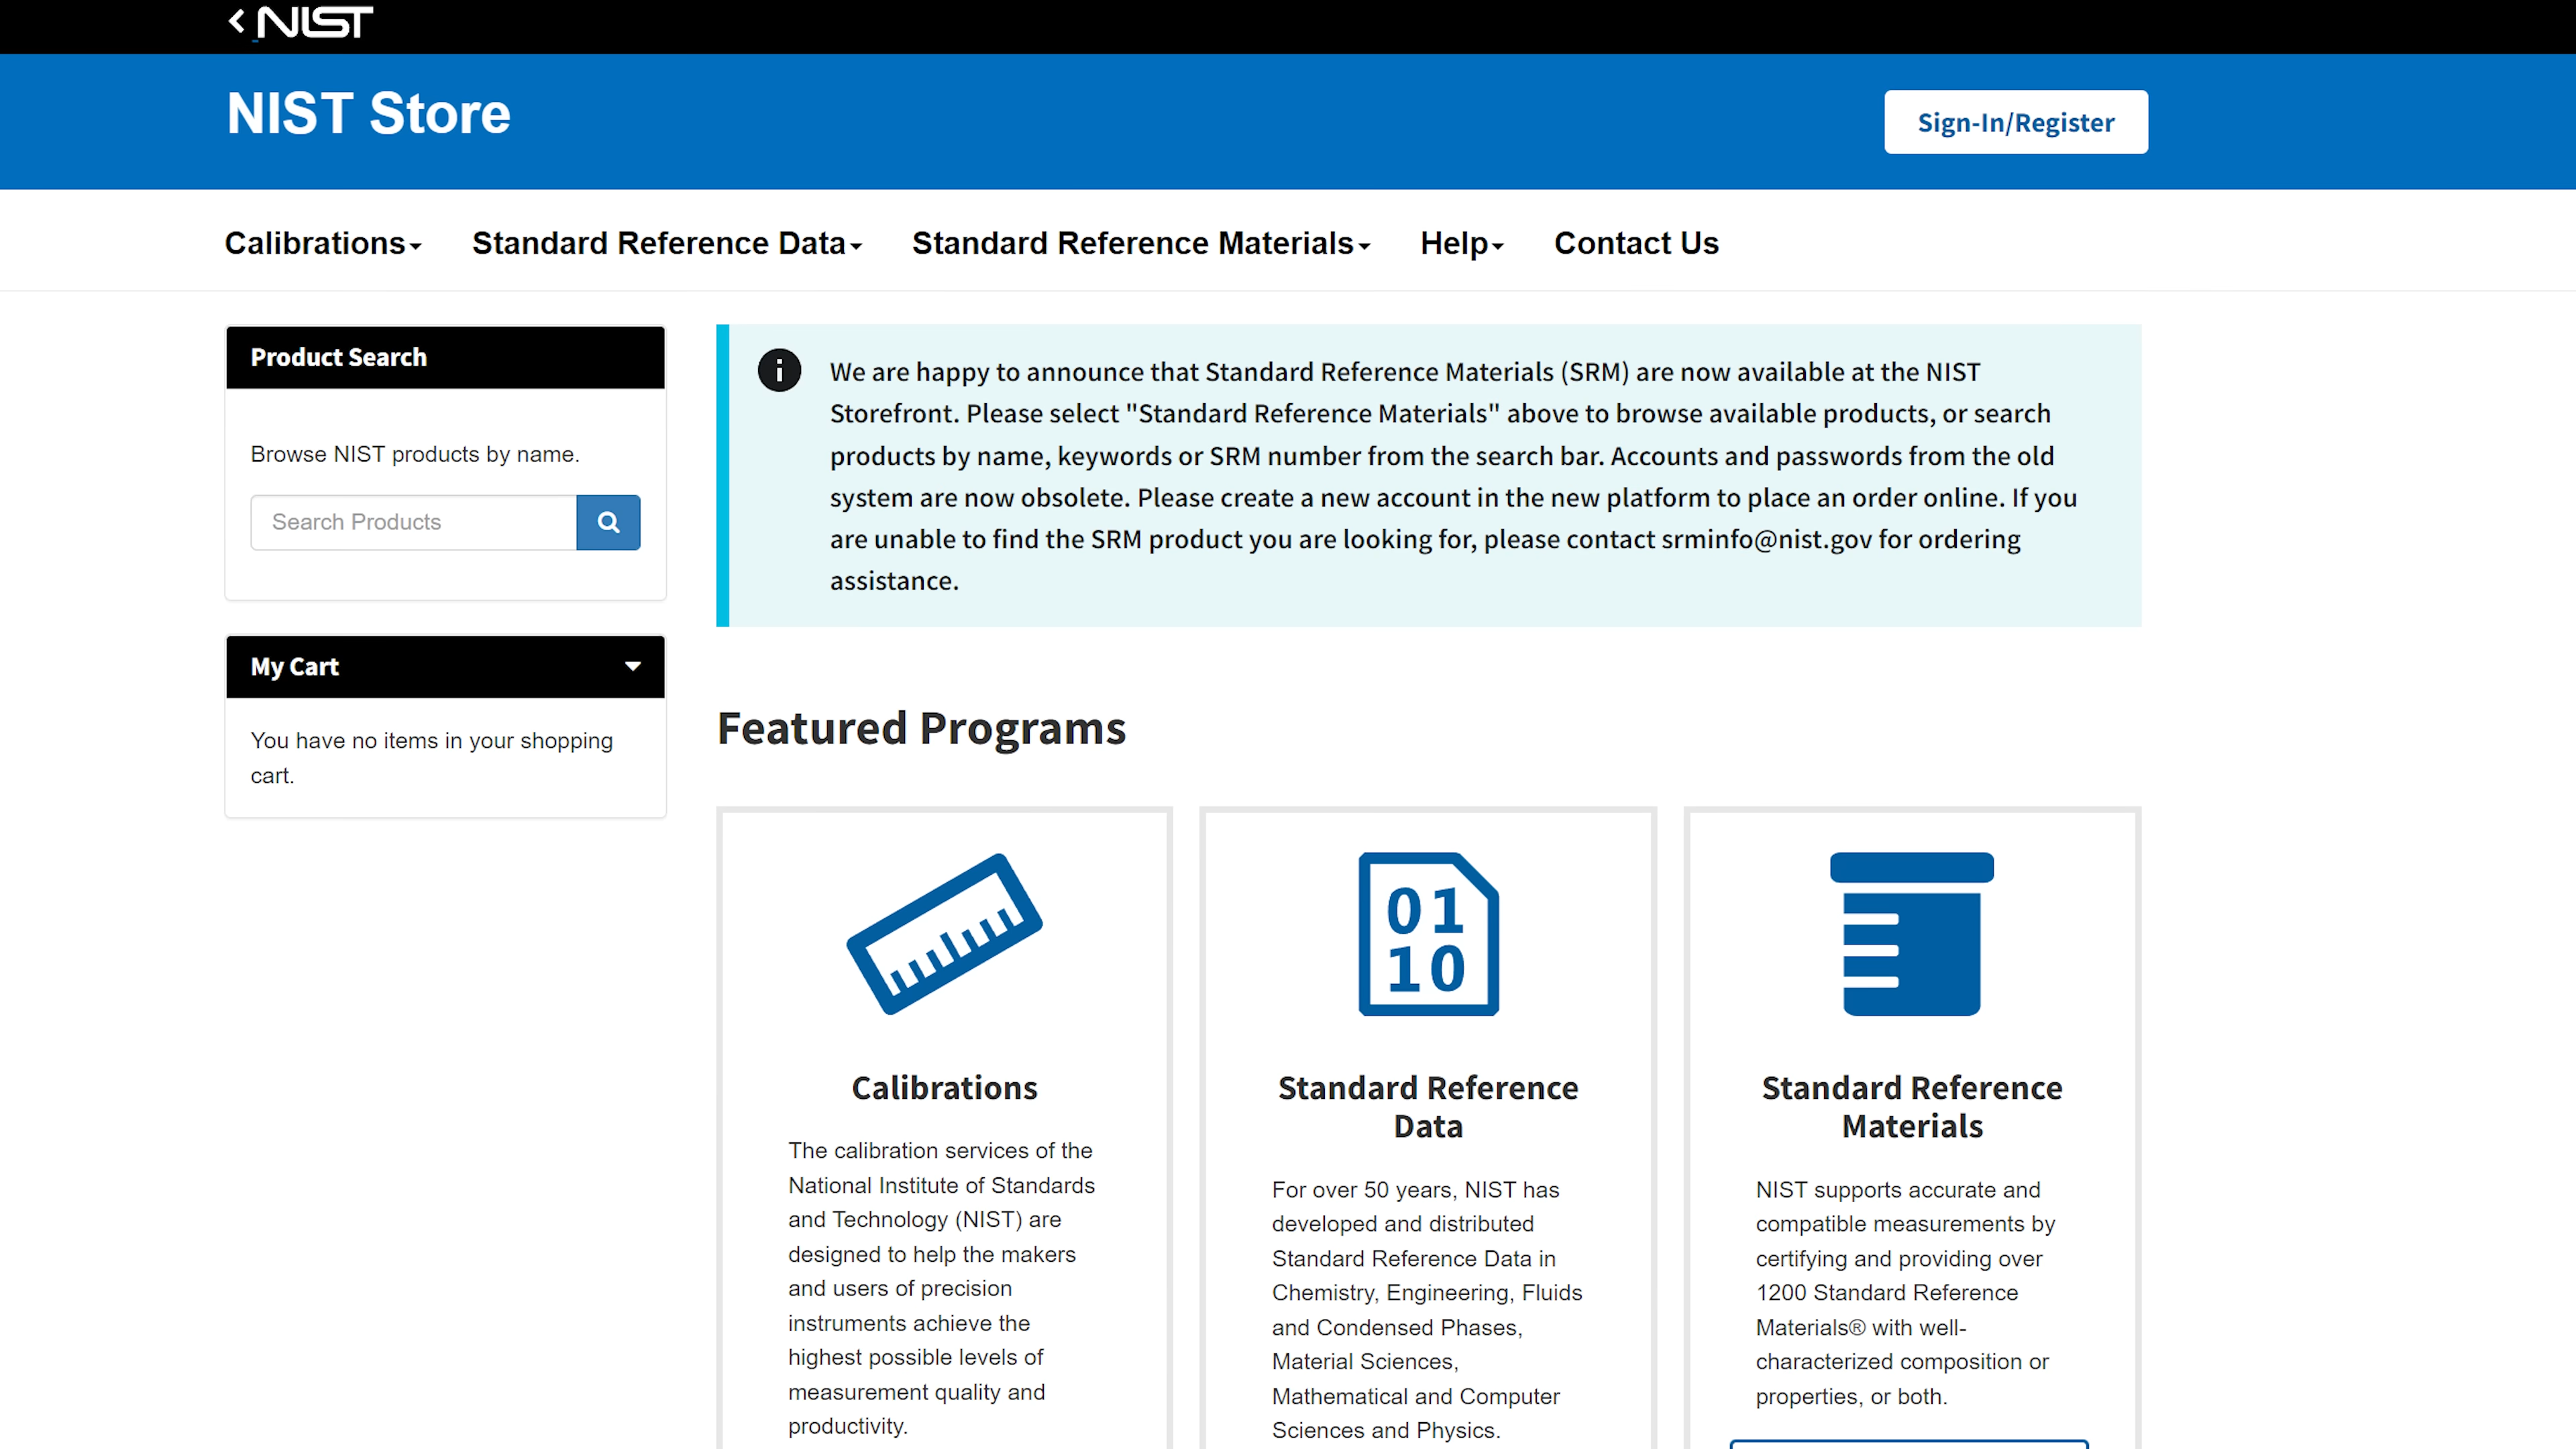 NIST
NIST Store
Sign-In/Register
Calibrations
Standard Reference Data
Standard Reference Materials
Help
Contact Us
Product Search
Browse NIST products by name.
Search Products
My Cart
You have no items in your shopping
cart.
We are happy to announce that Standard Reference Materials (SRM) are now available at the NIST
Storefront. Please select "Standard Reference Materials" above to browse available products, or search
products by name, keywords or SRM number from the search bar. Accounts and passwords from the old
system are now obsolete. Please create a new account in the new platform to place an order online. If you
are unable to find the SRM product you are looking for, please contact srminfo@nist.gov for ordering
assistance.
Featured Programs
Calibrations
The calibration services of the
National Institute of Standards
and Technology (NIST) are
designed to help the makers
and users of precision
instruments achieve the
highest possible levels of
measurement quality and
productivity.
01
10
Standard Reference
Data
For over 50 years, NIST has
developed and distributed
Standard Reference Data in
Chemistry, Engineering, Fluids
and Condensed Phases,
Material Sciences,
Mathematical and Computer
Sciences and Physics.
Standard Reference
Materials
NIST supports accurate and
compatible measurements by
certifying and providing over
1200 Standard Reference
Materials® with well-
characterized composition or
properties, or both.